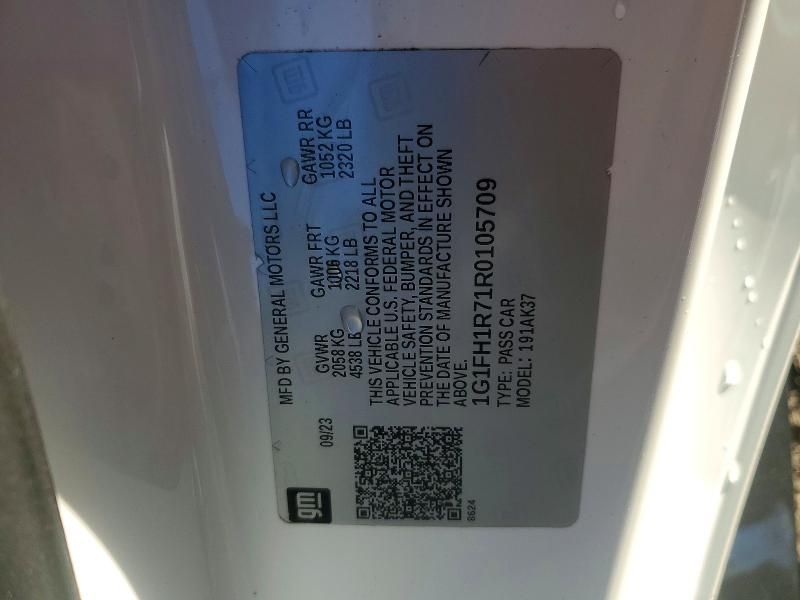 gm
09/23
MFD BY GENERAL MOTORS LLC
GVWR GAWR FRT GAWR RR
2058 KG 1006 KG 1052 KG
4538 LB 2218 LB 2320 LB
THIS VEHICLE CONFORMS TO ALL
APPLICABLE U.S. FEDERAL MOTOR
VEHICLE SAFETY, BUMPER, AND THEFT
PREVENTION STANDARDS IN EFFECT ON
THE DATE OF MANUFACTURE SHOWN
ABOVE.
1G1FH1R71R0105709
TYPE: PASS CAR
MODEL: 191AK37
8624